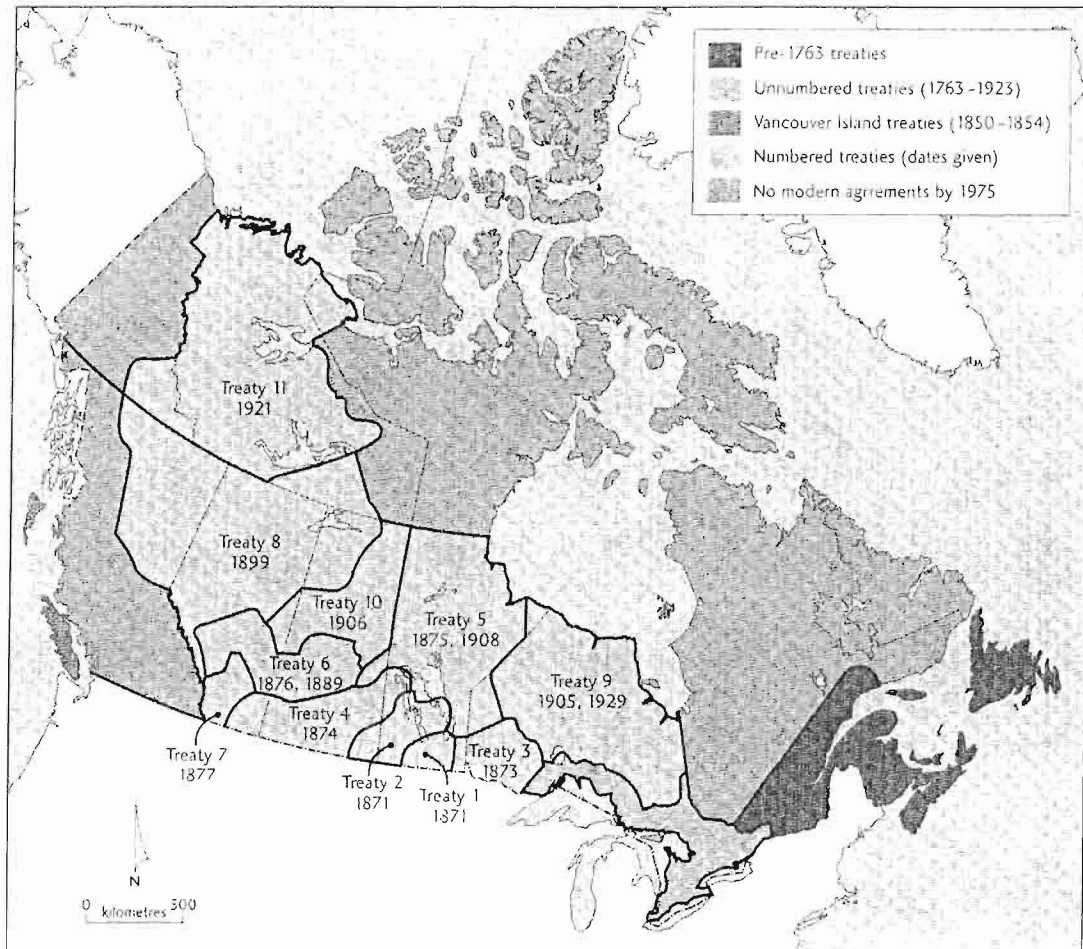 Pre-1763 treaties
Unnumbered treaties (1763-1923)
Vancouver Island treaties (1850-1854)
Numbered treaties (dates given)
No modern agrements by 1975
Treaty 11
1921
Treaty 8
1899
Treaty 10
1906
Treaty 5
1875, 1908
Treaty 6
1876, 1889
Treaty 9
1905, 1929
Treaty 4
1874
Treaty 3
1873
Treaty 7
1877
Treaty 2
1871
Treaty 1
1871
N
0 500
kilometres